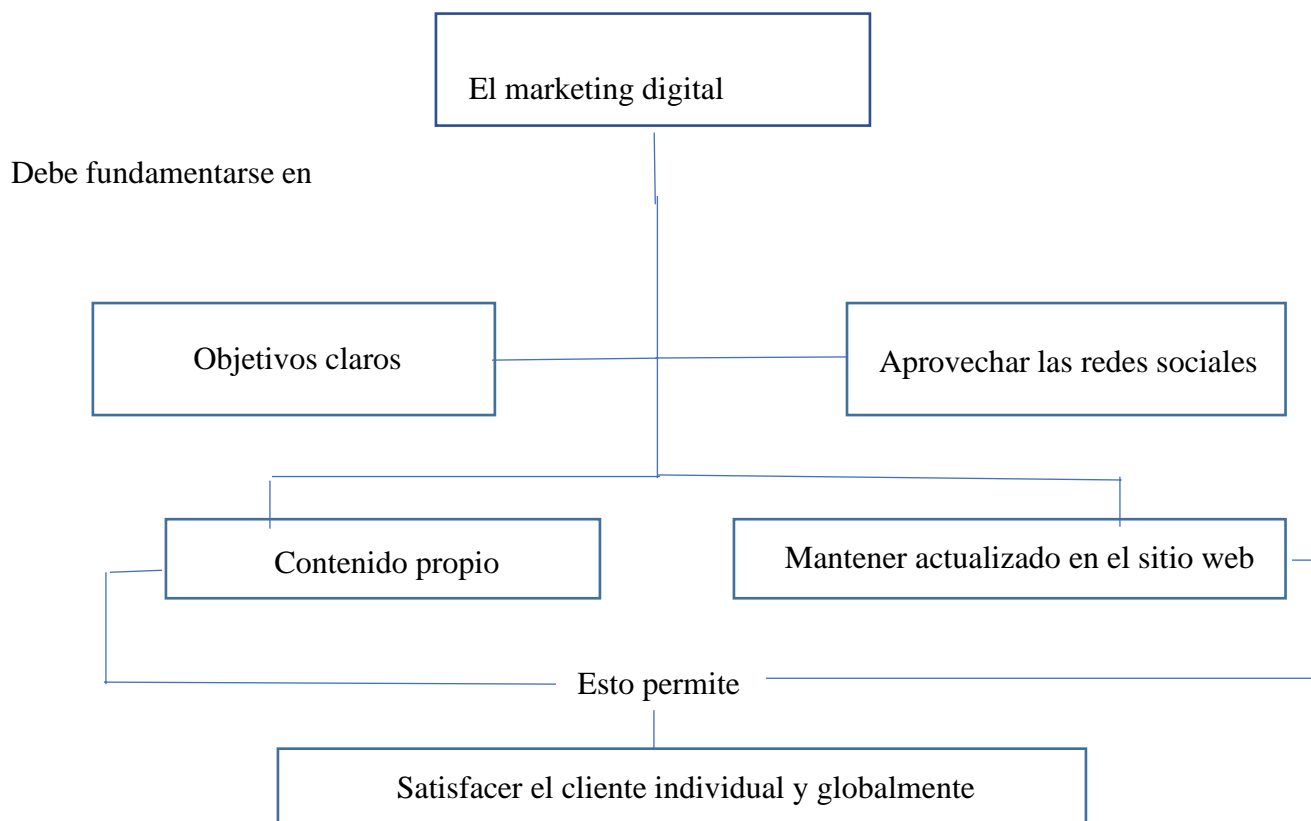 El marketing digital
Debe fundamentarse en
Objetivos claros
Aprovechar las redes sociales
Contenido propio
Mantener actualizado en el sitio web
Esto permite
Satisfacer el cliente individual y globalmente